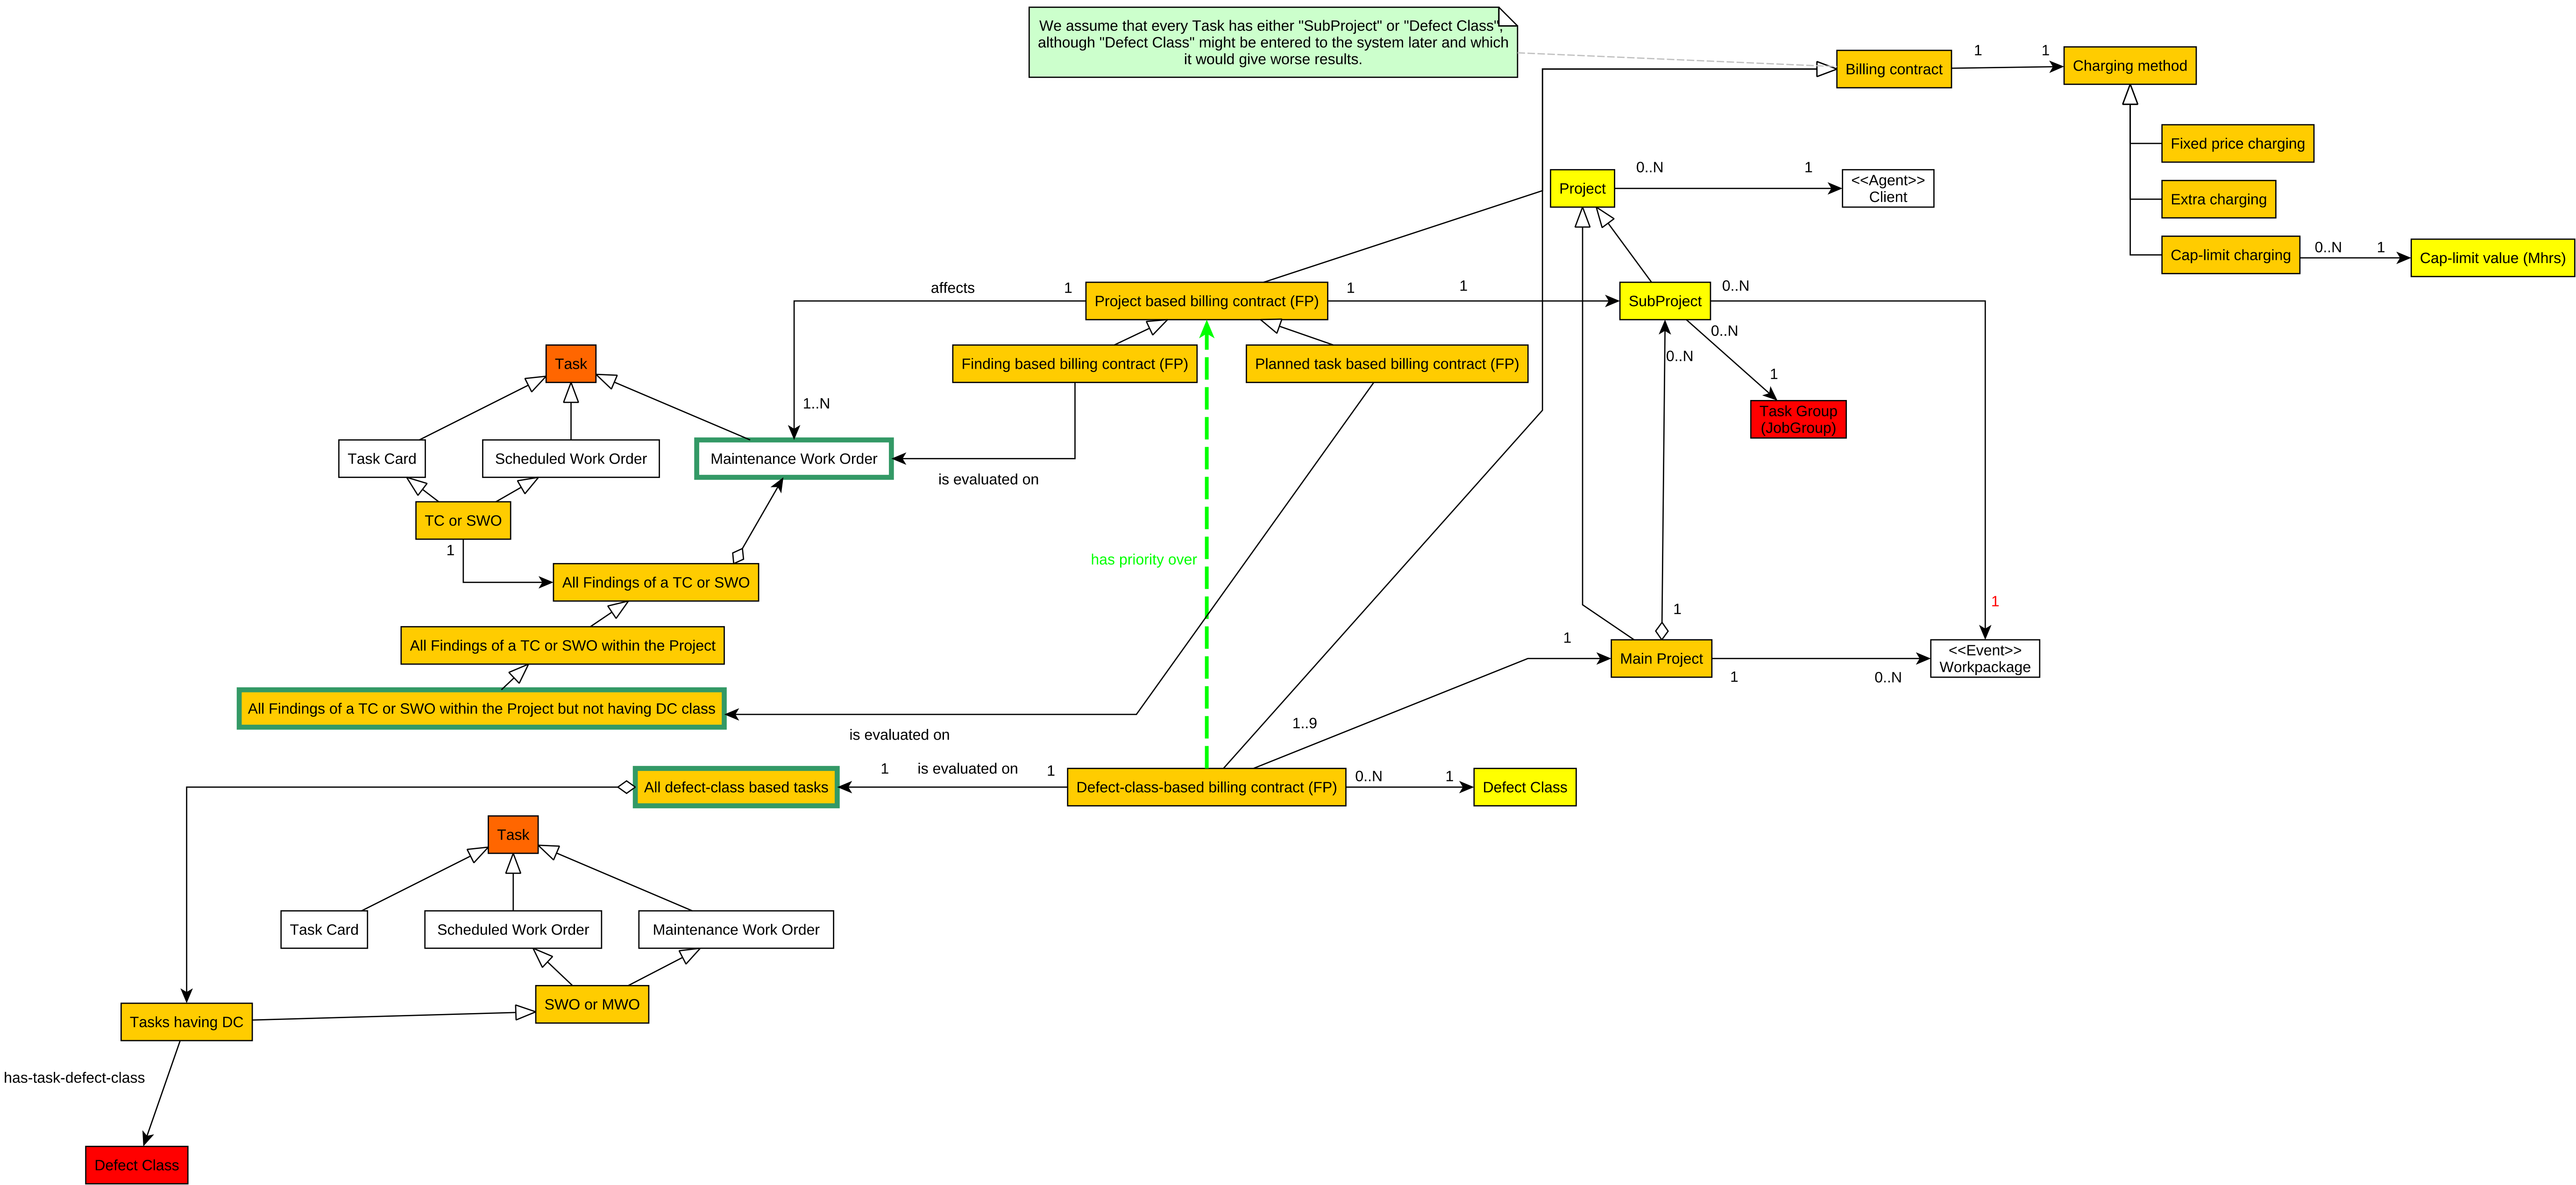 We assume that every Task has either "SubProject" or "Defect Class",
although "Defect Class" might be entered to the system later and which
it would give worse results.
Billing contract
1
1
Charging method
Fixed price charging
Extra charging
Cap-limit charging
0..N
1
Cap-limit value (Mhrs)
Project
0..N
1
<<Agent>>
Client
affects
1
Project based billing contract (FP)
1
1
SubProject
0..N
0..N
0..N
1
Task Group
(JobGroup)
Finding based billing contract (FP)
Planned task based billing contract (FP)
Task
1..N
Task Card
Scheduled Work Order
Maintenance Work Order
is evaluated on
TC or SWO
1
All Findings of a TC or SWO
has priority over
1
1
All Findings of a TC or SWO within the Project
1
Main Project
1
0..N
<<Event>>
Workpackage
All Findings of a TC or SWO within the Project but not having DC class
is evaluated on
1..9
All defect-class based tasks
1
is evaluated on
1
Defect-class-based billing contract (FP)
0..N
1
Defect Class
Task
Task Card
Scheduled Work Order
Maintenance Work Order
SWO or MWO
Tasks having DC
has-task-defect-class
Defect Class